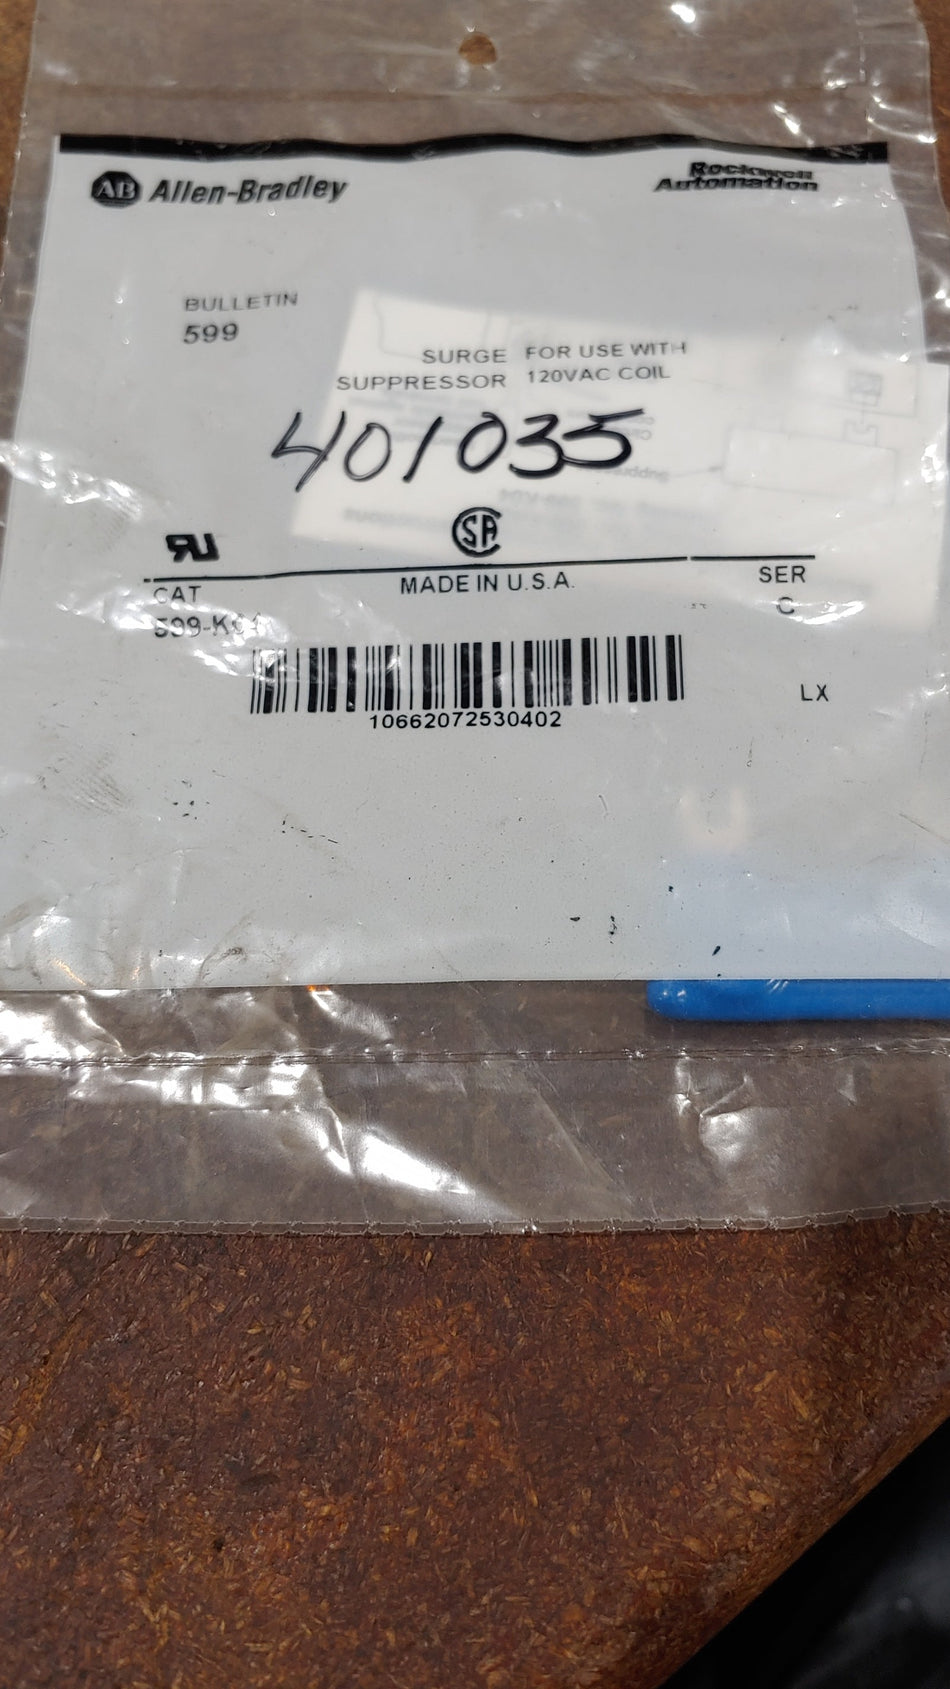 AB Allen-Bradley
Rockwell
Automation
BULLETIN
599
SURGE FOR USE WITH
SUPPRESSOR 120VAC COIL
401035
MADE IN U.S.A.
CAT
SER
C
10662072530402
LX